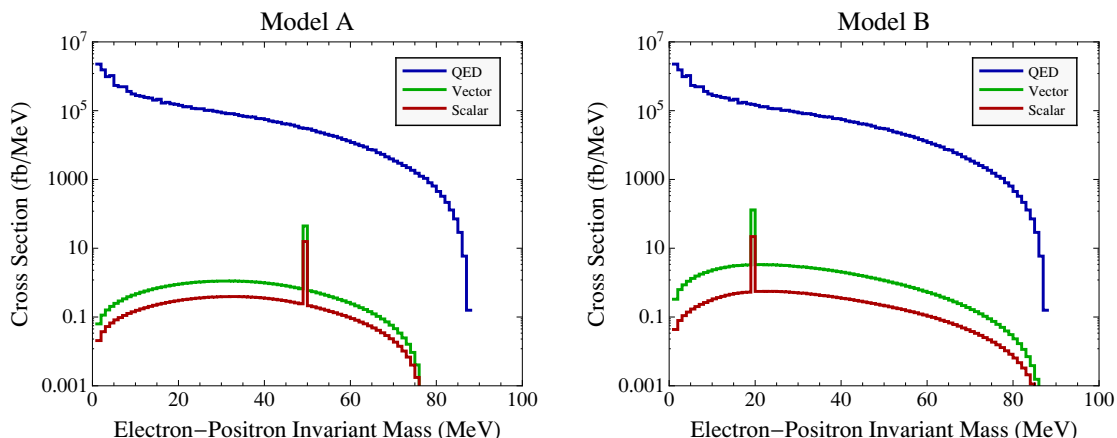 Model A
Cross Section (fb/MeV)
10^7
10^5
1000
10
0.1
0.001
QED
Vector
Scalar
0 20 40 60 80 100
Electron−Positron Invariant Mass (MeV)
Model B
Cross Section (fb/MeV)
10^7
10^5
1000
10
0.1
0.001
QED
Vector
Scalar
0 20 40 60 80 100
Electron−Positron Invariant Mass (MeV)